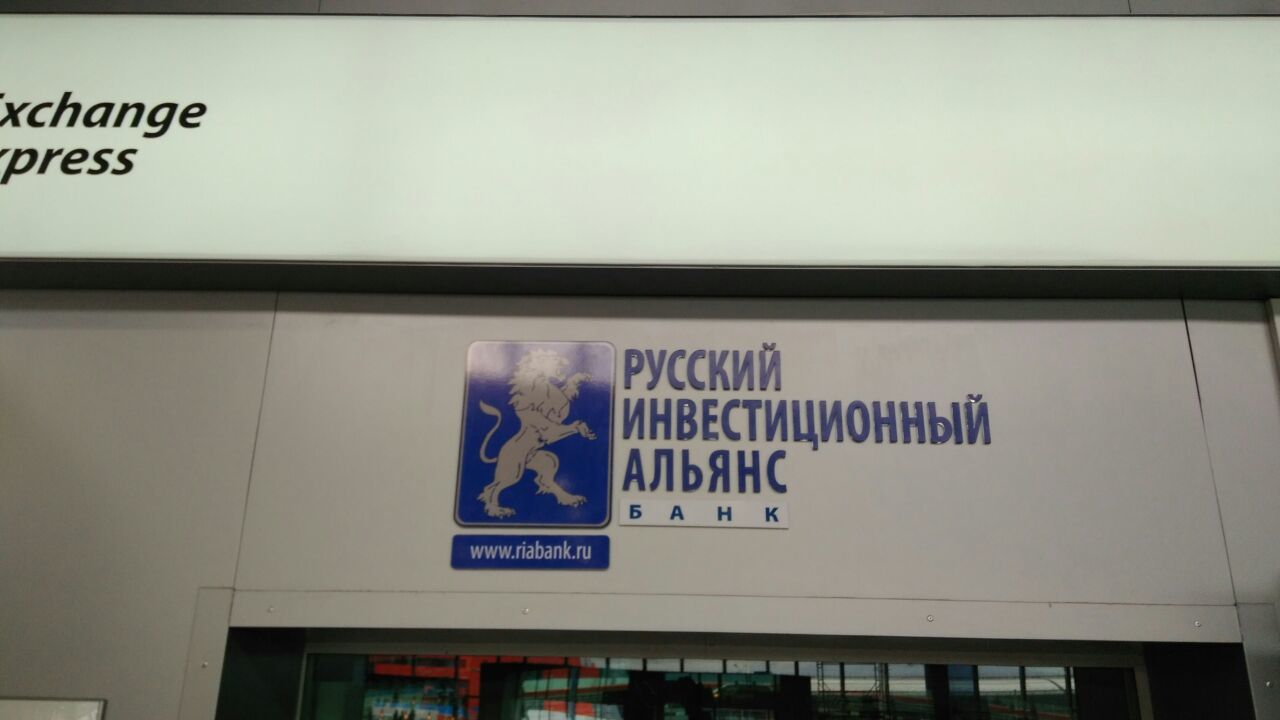 Exchange
xpress
РУССКИЙ
ИНВЕСТИЦИОННЫЙ
АЛЬЯНС
БАНК
www.riabank.ru